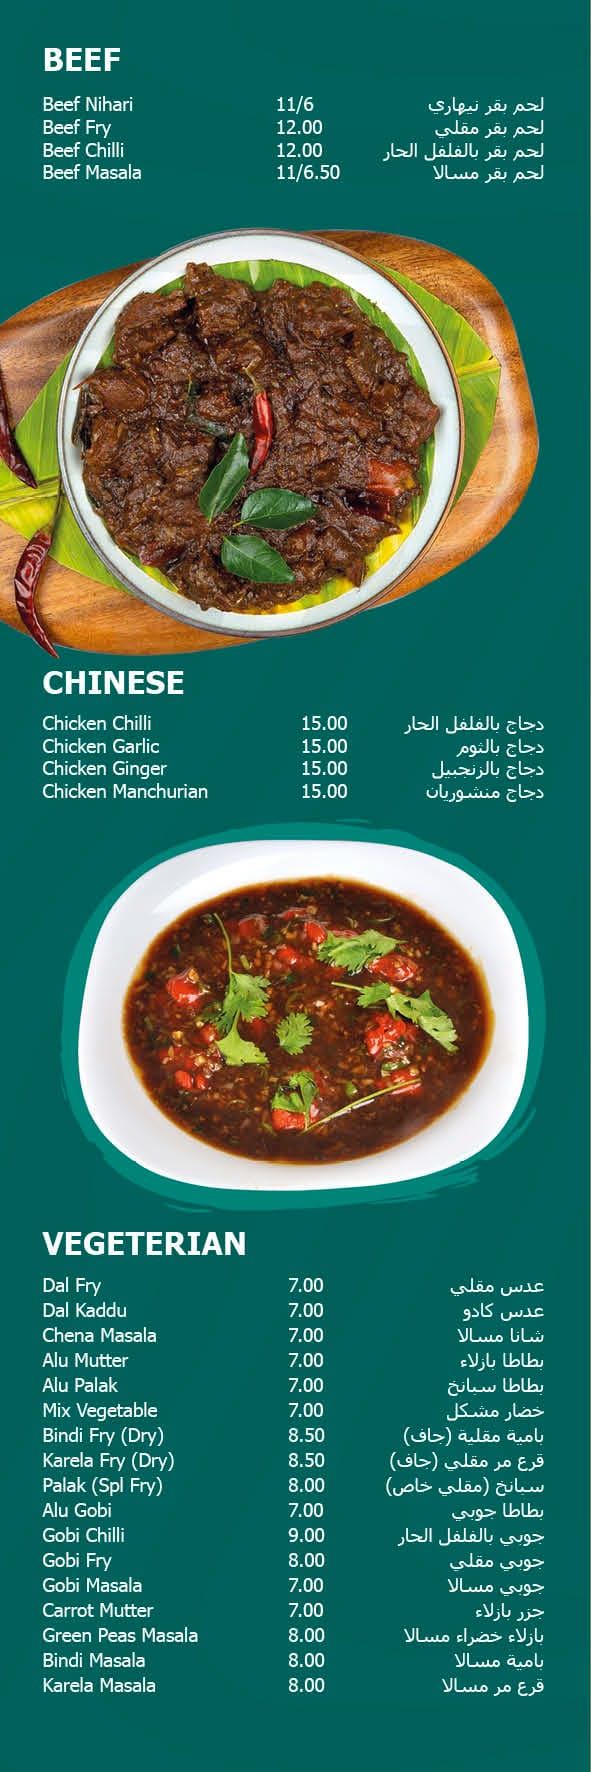 BEEF
Beef Nihari 11/6 لحم بقر نيهاري
Beef Fry 12.00 لحم بقر مقلي
Beef Chilli 12.00 لحم بقر بالفلفل الحار
Beef Masala 11/6.50 لحم بقر مسالا
CHINESE
Chicken Chilli 15.00 دجاج بالفلفل الحار
Chicken Garlic 15.00 دجاج بالثوم
Chicken Ginger 15.00 دجاج بالزنجبيل
Chicken Manchurian 15.00 دجاج منشوريان
VEGETERIAN
Dal Fry 7.00 عدس مقلي
Dal Kaddu 7.00 عدس كادو
Chena Masala 7.00 شانا مسالا
Alu Mutter 7.00 بطاطا بازلاء
Alu Palak 7.00 بطاطا سبانخ
Mix Vegetable 7.00 خضار مشكل
Bindi Fry (Dry) 8.50 بامية مقلية (جاف)
Karela Fry (Dry) 8.50 قرع مر مقلي (جاف)
Palak (Spl Fry) 8.00 سبانخ (مقلي خاص)
Alu Gobi 7.00 بطاطا جوبي
Gobi Chilli 9.00 جوبي بالفلفل الحار
Gobi Fry 8.00 جوبي مقلي
Gobi Masala 7.00 جوبي مسالا
Carrot Mutter 7.00 جزر بازلاء
Green Peas Masala 8.00 بازلاء خضراء مسالا
Bindi Masala 8.00 بامية مسالا
Karela Masala 8.00 قرع مر مسالا